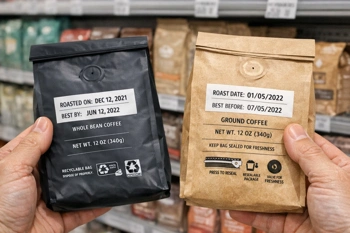 ROASTED ON: DEC 12, 2021
BEST BY: JUN 12, 2022
WHOLE BEAN COFFEE
NET WT. 12 OZ (340g)
RECYCLABLE BAG
ROAST DATE: 01/05/2022
BEST BEFORE: 07/05/2022
GROUND COFFEE
NET WT. 12 OZ (340g)
KEEP BAG SEALED FOR FRESHNESS
PRESS TO RESEAL
RESEALABLE PACKAGE
VALVE FOR FRESHNESS